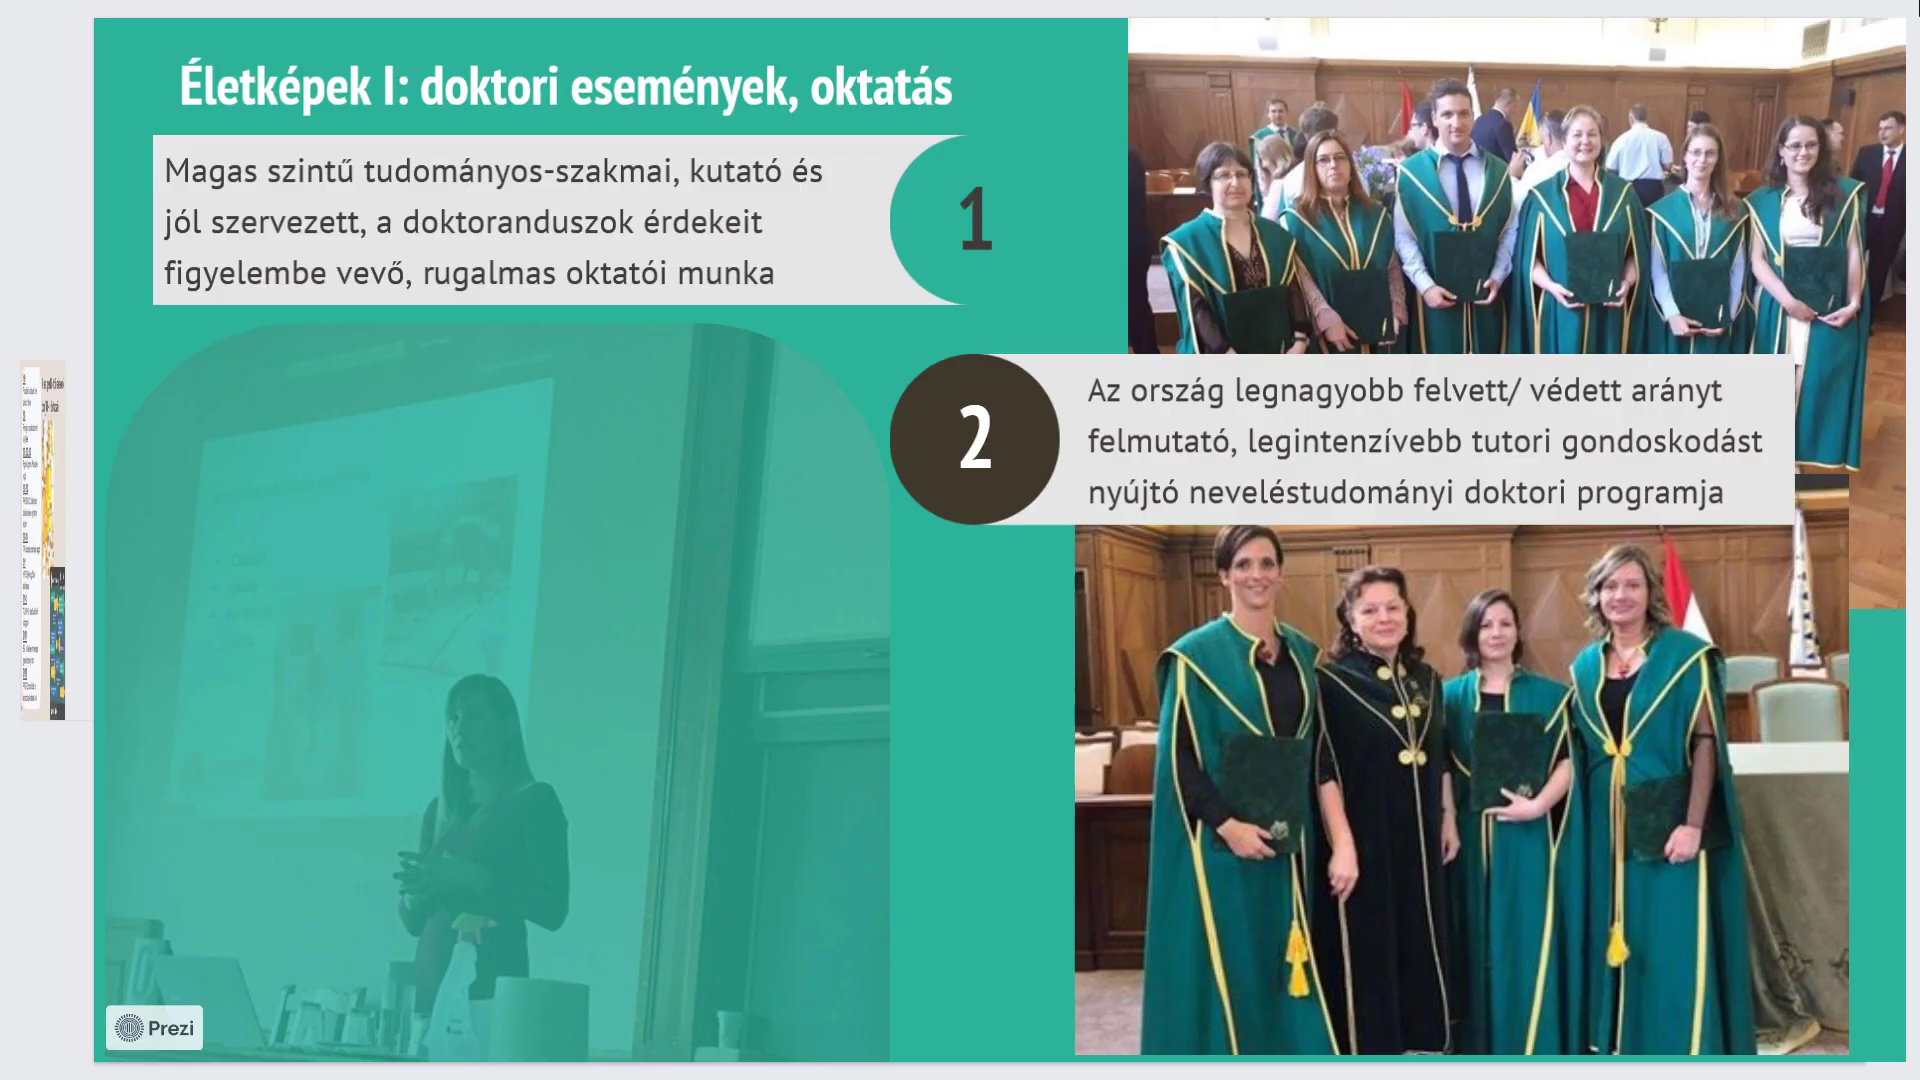 Életképek I: doktori események, oktatás
Magas szintű tudományos-szakmai, kutató és
jól szervezett, a doktoranduszok érdekeit
figyelembe vevő, rugalmas oktatói munka
1
2
Az ország legnagyobb felvett/ védett arányt
felmutató, legintenzívebb tutori gondoskodást
nyújtó neveléstudományi doktori programja
Prezi